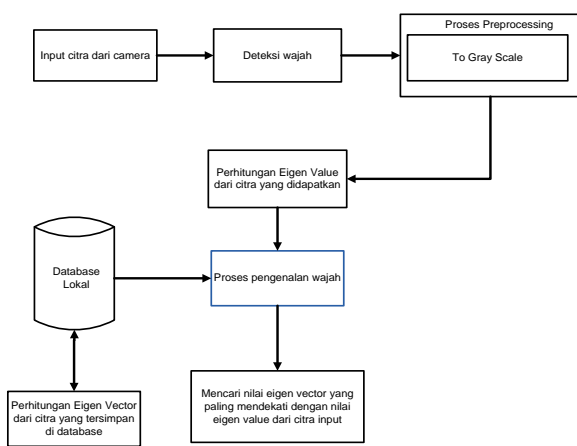 Input citra dari camera
Deteksi wajah
Proses Preprocessing
To Gray Scale
Perhitungan Eigen Value
dari citra yang didapatkan
Database
Lokal
Proses pengenalan wajah
Perhitungan Eigen Vector
dari citra yang tersimpan
di database
Mencari nilai eigen vector yang
paling mendekati dengan nilai
eigen value dari citra input